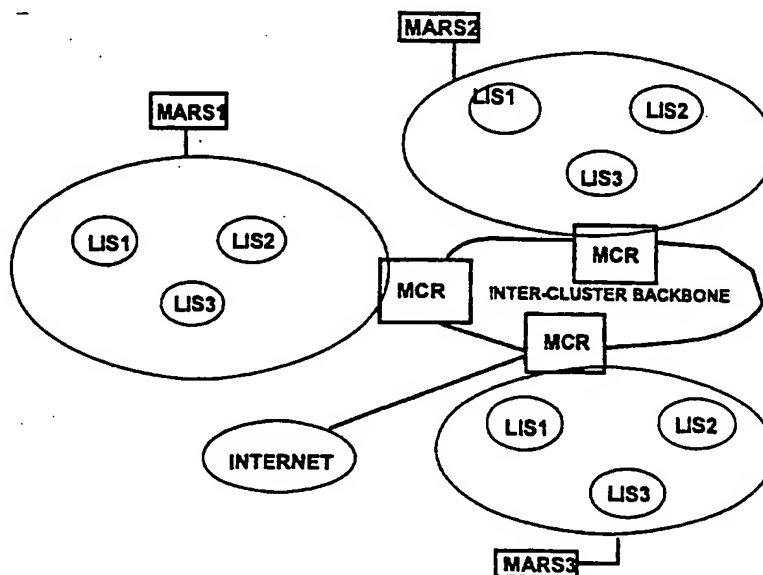 MARS2
LIS1
LIS2
LIS3
MARS1
LIS1
LIS2
LIS3
MCR
MCR
INTER-CLUSTER BACKBONE
MCR
INTERNET
LIS1
LIS2
LIS3
MARS3